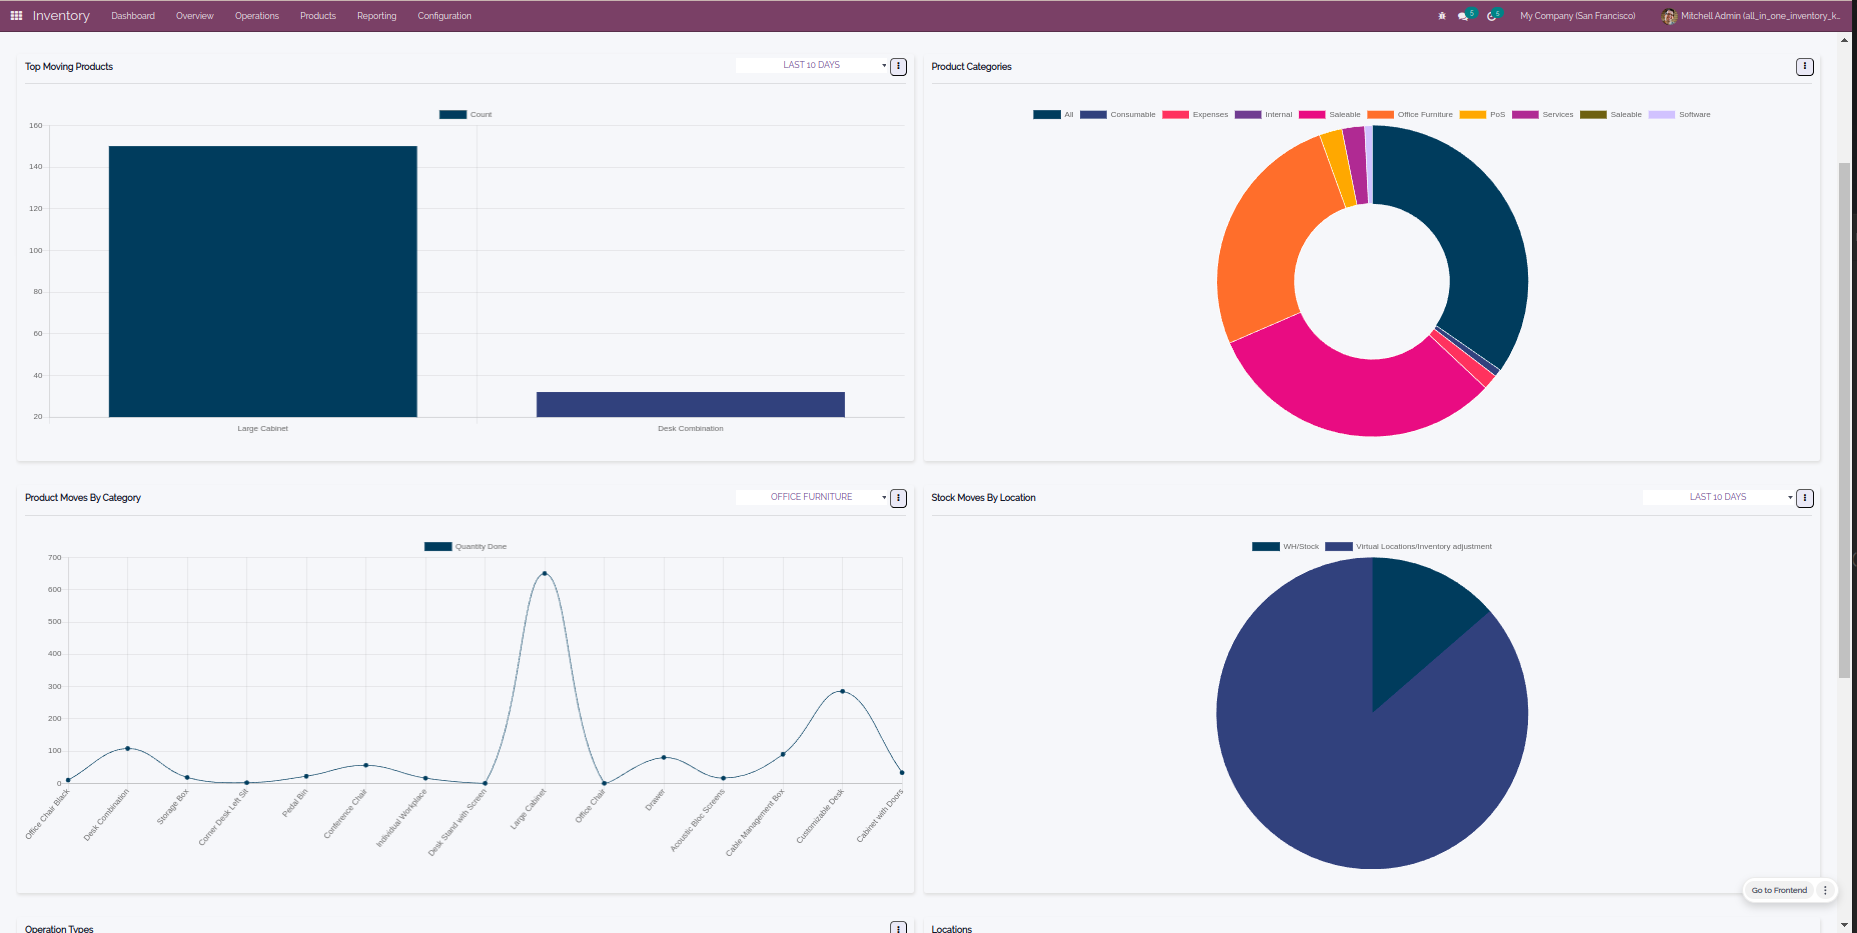 Inventory Dashboard Overview Operations Products Reporting Configuration 5 5 My Company (San Francisco) Mitchell Admin (all_in_one_inventory_k...
Top Moving Products LAST 10 DAYS
Count
160
140
120
100
80
60
40
20
Large Cabinet Desk Combination
Product Categories
All Consumable Expenses Internal Saleable Office Furniture PoS Services Saleable Software
Product Moves By Category OFFICE FURNITURE
Quantity Done
700
600
500
400
300
200
100
0
Office Chair Black
Desk Combination
Storage Box
Corner Desk Left Sit
Pedal Bin
Conference Chair
Individual Workplace
Desk Stand with Screen
Large Cabinet
Office Chair
Drawer
Acoustic Bloc Screens
Cable Management Box
Customizable Desk
Cabinet with Doors
Stock Moves By Location LAST 10 DAYS
WH/Stock Virtual Locations/Inventory adjustment
Go to Frontend
Operation Types
Locations